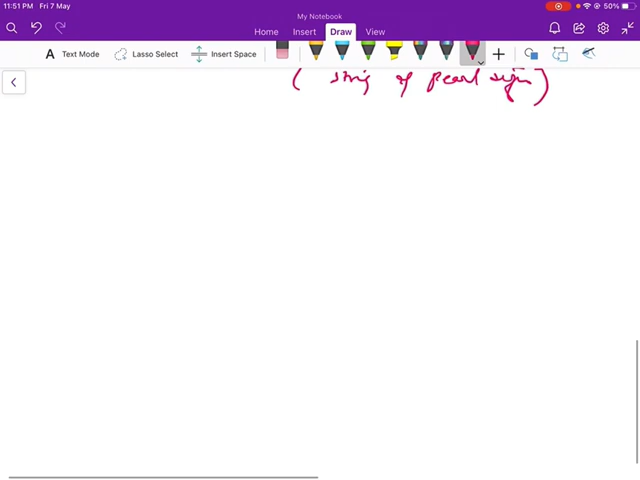 11:51 PM Fri 7 May
50%
My Notebook
Home Insert Draw View
A Text Mode Lasso Select Insert Space
( string of pearl sign )